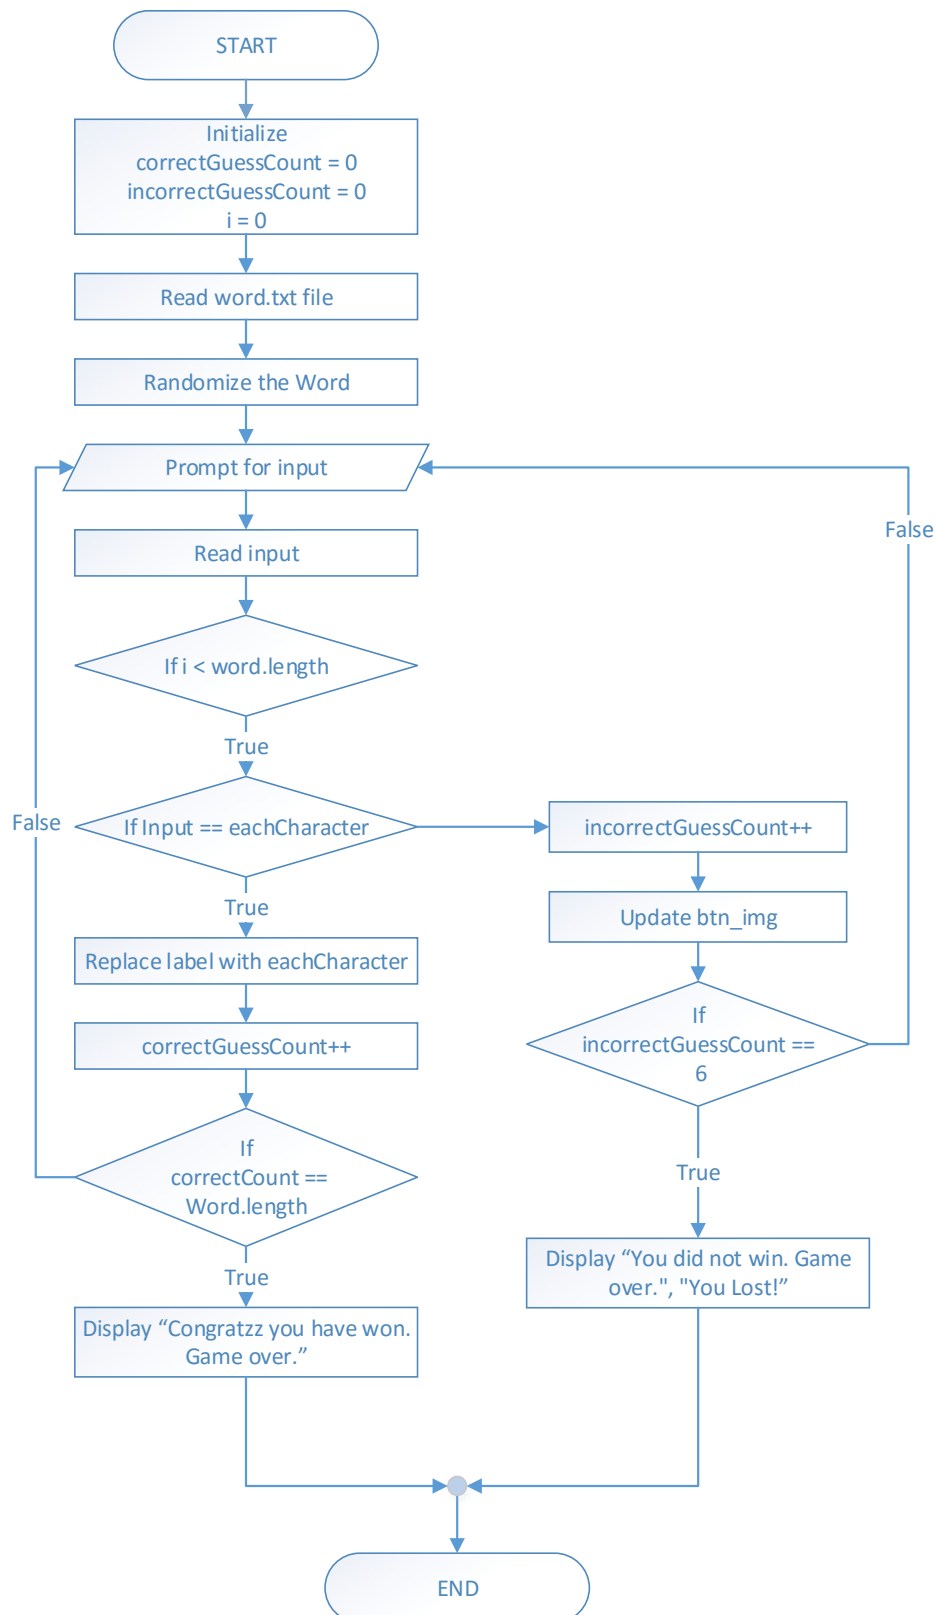 START
Initialize
correctGuessCount = 0
incorrectGuessCount = 0
i = 0
Read word.txt file
Randomize the Word
Prompt for input
Read input
False
If i < word.length
True
False
If Input == eachCharacter
incorrectGuessCount++
True
Update btn_img
Replace label with eachCharacter
correctGuessCount++
If
incorrectGuessCount ==
6
If
correctCount ==
Word.length
True
True
Display “You did not win. Game
over.", "You Lost!”
Display “Congratzz you have won.
Game over.”
END